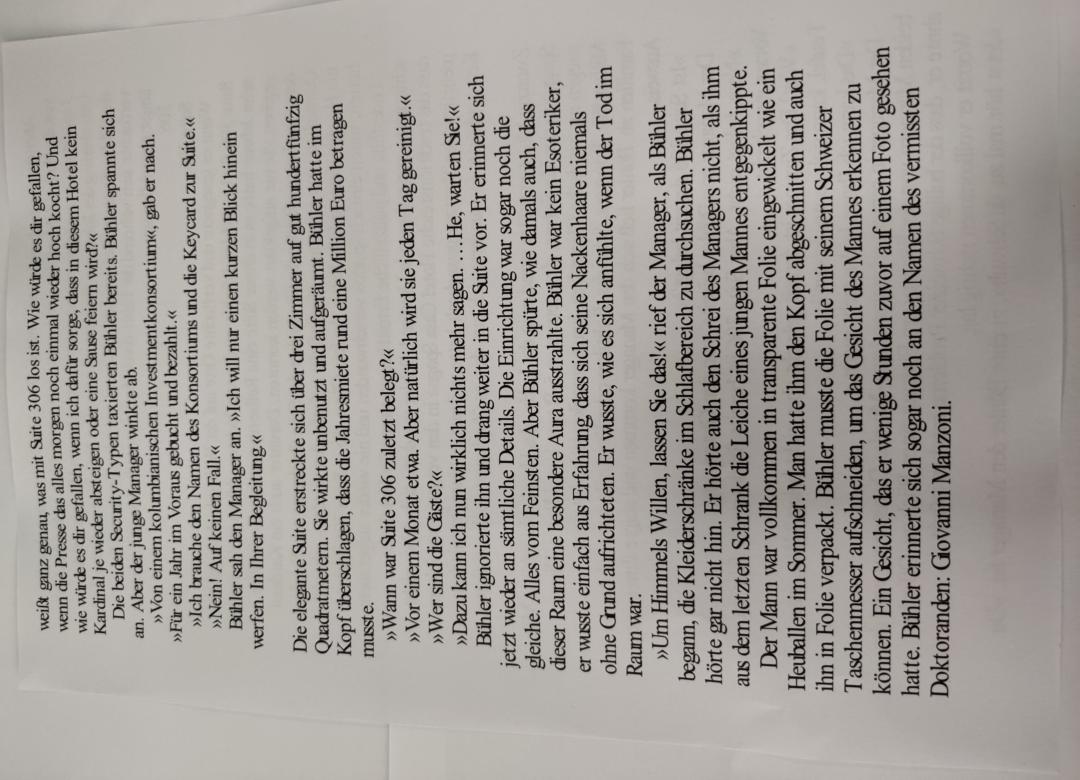 weißt ganz genau, was mit Suite 306 los ist. Wie würde es dir gefallen,
wenn die Presse das alles morgen noch einmal wieder hoch kocht? Und
wie würde es dir gefallen, wenn ich dafür sorge, dass in diesem Hotel kein
Kardinal je wieder absteigen oder eine Sause feiern wird?«
Die beiden Security-Typen taxierten Bühler bereits. Bühler spannte sich
an. Aber der junge Manager winkte ab.
»Von einem kolumbianischen Investmentkonsortium«, gab er nach.
»Für ein Jahr im Voraus gebucht und bezahlt.«
»Ich brauche den Namen des Konsortiums und die Keycard zur Suite.«
»Nein! Auf keinen Fall.«
Bühler sah den Manager an. »Ich will nur einen kurzen Blick hinein
werfen. In Ihrer Begleitung.«
Die elegante Suite erstreckte sich über drei Zimmer auf gut hundertfünfzig
Quadratmetern. Sie wirkte unbenutzt und aufgeräumt. Bühler hatte im
Kopf überschlagen, dass die Jahresmiete rund eine Million Euro betragen
musste.
»Wann war Suite 306 zuletzt belegt?«
»Vor einem Monat etwa. Aber natürlich wird sie jeden Tag gereinigt.«
»Wer sind die Gäste?«
»Dazu kann ich nun wirklich nichts mehr sagen. … He, warten Sie!«
Bühler ignorierte ihn und drang weiter in die Suite vor. Er erinnerte sich
jetzt wieder an sämtliche Details. Die Einrichtung war sogar noch die
gleiche. Alles vom Feinsten. Aber Bühler spürte, wie damals auch, dass
dieser Raum eine besondere Aura ausstrahlte. Bühler war kein Esoteriker,
er wusste einfach aus Erfahrung, dass sich seine Nackenhaare niemals
ohne Grund aufrichteten. Er wusste, wie es sich anfühlte, wenn der Tod im
Raum war.
»Um Himmels Willen, lassen Sie das!« rief der Manager, als Bühler
begann, die Kleiderschränke im Schlafbereich zu durchsuchen. Bühler
hörte gar nicht hin. Er hörte auch den Schrei des Managers nicht, als ihm
aus dem letzten Schrank die Leiche eines jungen Mannes entgegenkippte.
Der Mann war vollkommen in transparente Folie eingewickelt wie ein
Heuballen im Sommer. Man hatte ihm den Kopf abgeschnitten und auch
ihn in Folie verpackt. Bühler musste die Folie mit seinem Schweizer
Taschenmesser aufschneiden, um das Gesicht des Mannes erkennen zu
können. Ein Gesicht, das er wenige Stunden zuvor auf einem Foto gesehen
hatte. Bühler erinnerte sich sogar noch an den Namen des vermissten
Doktoranden: Giovanni Manzoni.